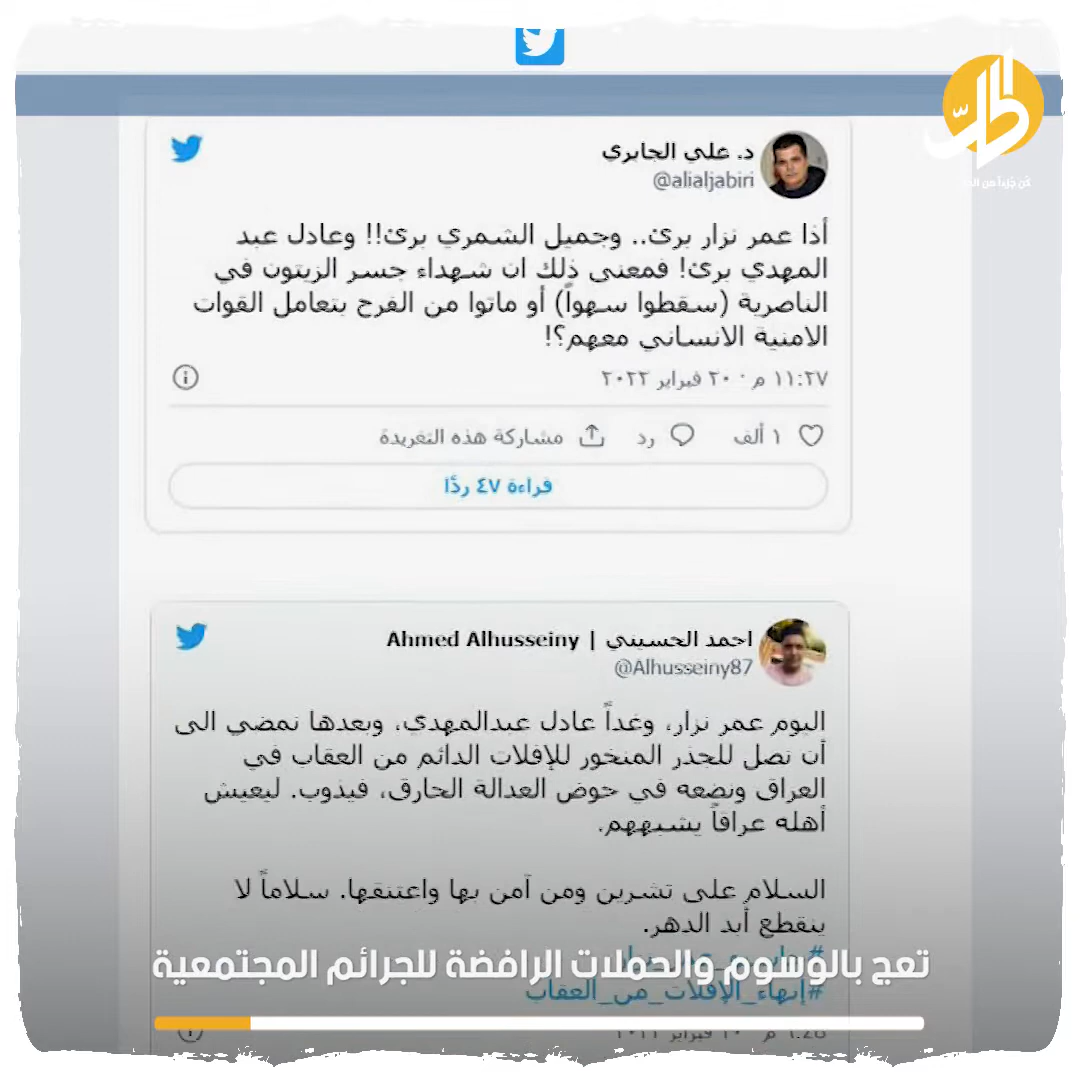 كُن جُزءاً من
د. علي الجابري
@alialjabiri
أذا عمر نزار برئ.. وجميل الشمري برئ!! وعادل عبد
المهدي برئ! فمعنى ذلك ان شهداء جسر الزيتون في
الناصرية (سقطوا سهواً) أو ماتوا من الفرح بتعامل القوات
الامنية الانساني معهم؟!
١١:٢٧ م · ٢٠ فبراير ٢٠٢٢
١ ألف رد مشاركة هذه التغريدة
قراءة ٤٧ ردًا
احمد الحسيني | Ahmed Alhusseiny
@Alhusseiny87
اليوم عمر نزار، وغداً عادل عبدالمهدي، وبعدها نمضي الى
أن نصل للجذر المنخور للإفلات الدائم من العقاب في
العراق ونضعه في حوض العدالة الحارق، فيذوب. ليعيش
أهله عراقاً يشبههم.
السلام على تشرين ومن آمن بها واعتنقها. سلاماً لا
ينقطع أبد الدهر.
تعج بالوسوم والحملات الرافضة للجرائم المجتمعية
#إنهاء_الإفلات_من_العقاب